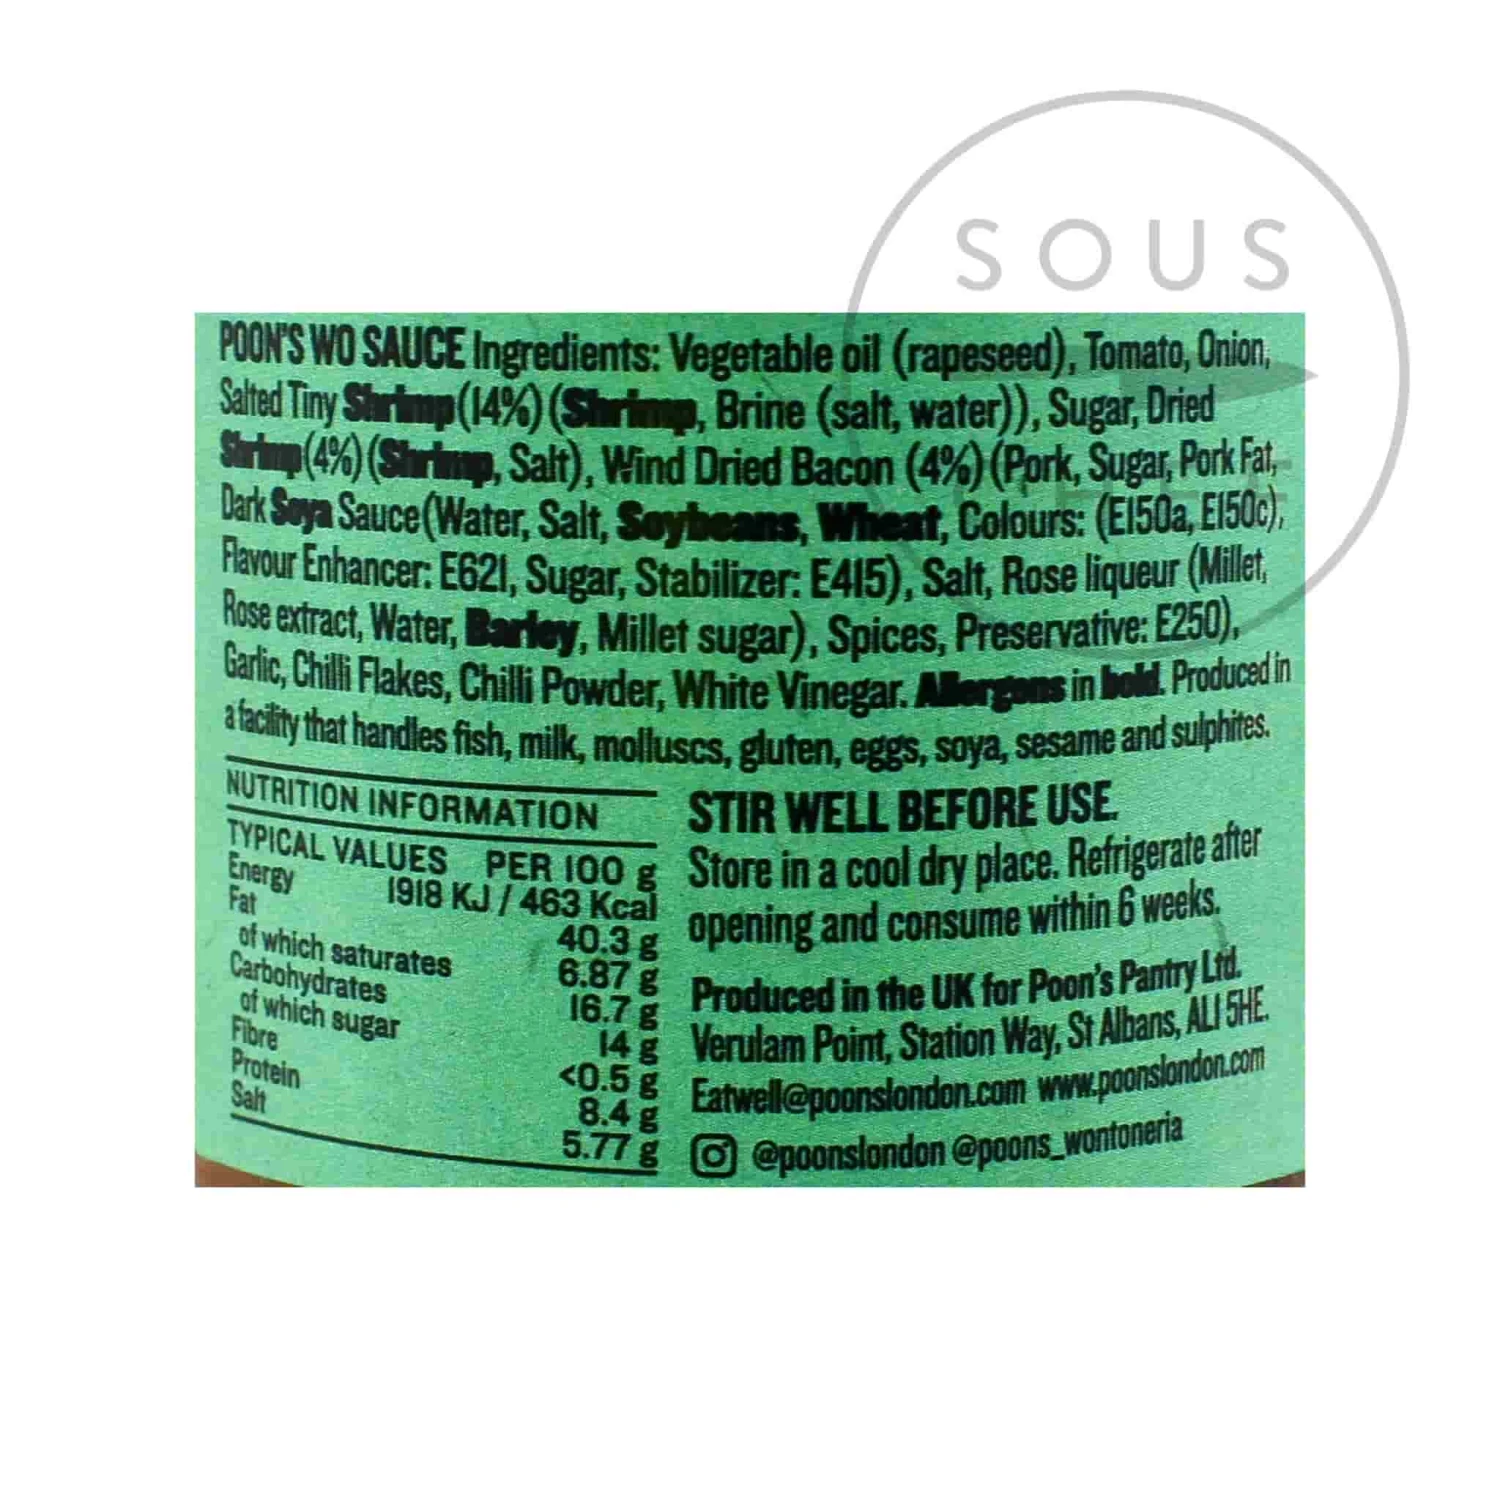 SOUS
POON'S WO SAUCE Ingredients: Vegetable oil (rapeseed), Tomato, Onion,
Salted Tiny Shrimp(14%)(Shrimp, Brine (salt, water)), Sugar, Dried
Shrimp(4%)(Shrimp, Salt), Wind Dried Bacon (4%)(Pork, Sugar, Pork Fat,
Dark Soya Sauce(Water, Salt, Soybeans, Wheat, Colours: (E150a, E150c),
Flavour Enhancer: E621, Sugar, Stabilizer: E415), Salt, Rose liqueur (Millet,
Rose extract, Water, Barley, Millet sugar), Spices, Preservative: E250),
Garlic, Chilli Flakes, Chilli Powder, White Vinegar. Allergens in bold. Produced in
a facility that handles fish, milk, molluscs, gluten, eggs, soya, sesame and sulphites.
NUTRITION INFORMATION
TYPICAL VALUES PER 100 g
Energy 1918 KJ / 463 Kcal
Fat 40.3 g
of which saturates 6.87 g
Carbohydrates 16.7 g
of which sugar 14 g
Fibre <0.5 g
Protein 8.4 g
Salt 5.77 g
STIR WELL BEFORE USE.
Store in a cool dry place. Refrigerate after
opening and consume within 6 weeks.
Produced in the UK for Poon's Pantry Ltd.
Verulam Point, Station Way, St Albans, AL1 5HE.
Eatwell@poonslondon.com www.poonslondon.com
@poonslondon @poons_wontoneria